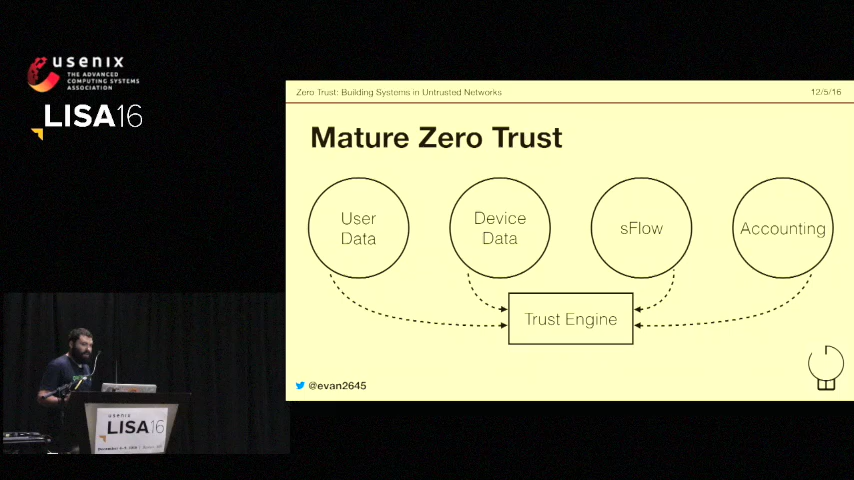 usenix
THE ADVANCED
COMPUTING SYSTEMS
ASSOCIATION
LISA16
Zero Trust: Building Systems in Untrusted Networks
12/5/16
Mature Zero Trust
User
Data
Device
Data
sFlow
Accounting
Trust Engine
@evan2645
usenix
LISA16